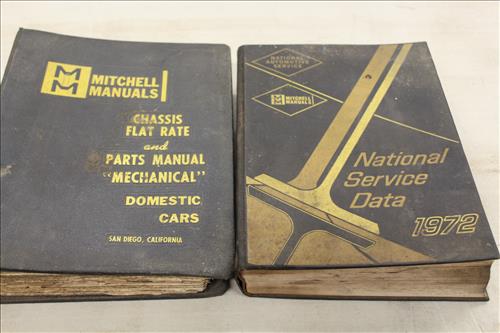 MITCHELL
MANUALS
CHASSIS
FLAT RATE
and
PARTS MANUAL
"MECHANICAL"
DOMESTIC
CARS
SAN DIEGO, CALIFORNIA
NATIONAL
AUTOMOTIVE
SERVICE
MITCHELL
MANUALS
National
Service
Data
1972